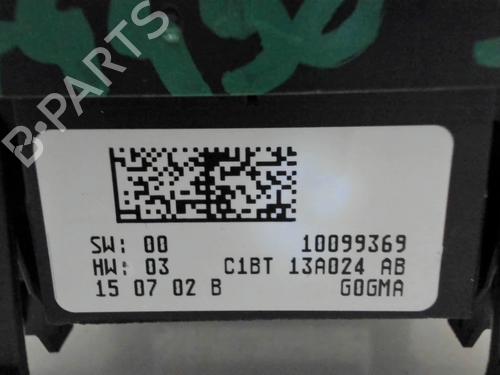 B-PARTS
SW: 00 10099369
HW: 03 C1BT 13A024 AB
15 07 02 B GOGMA